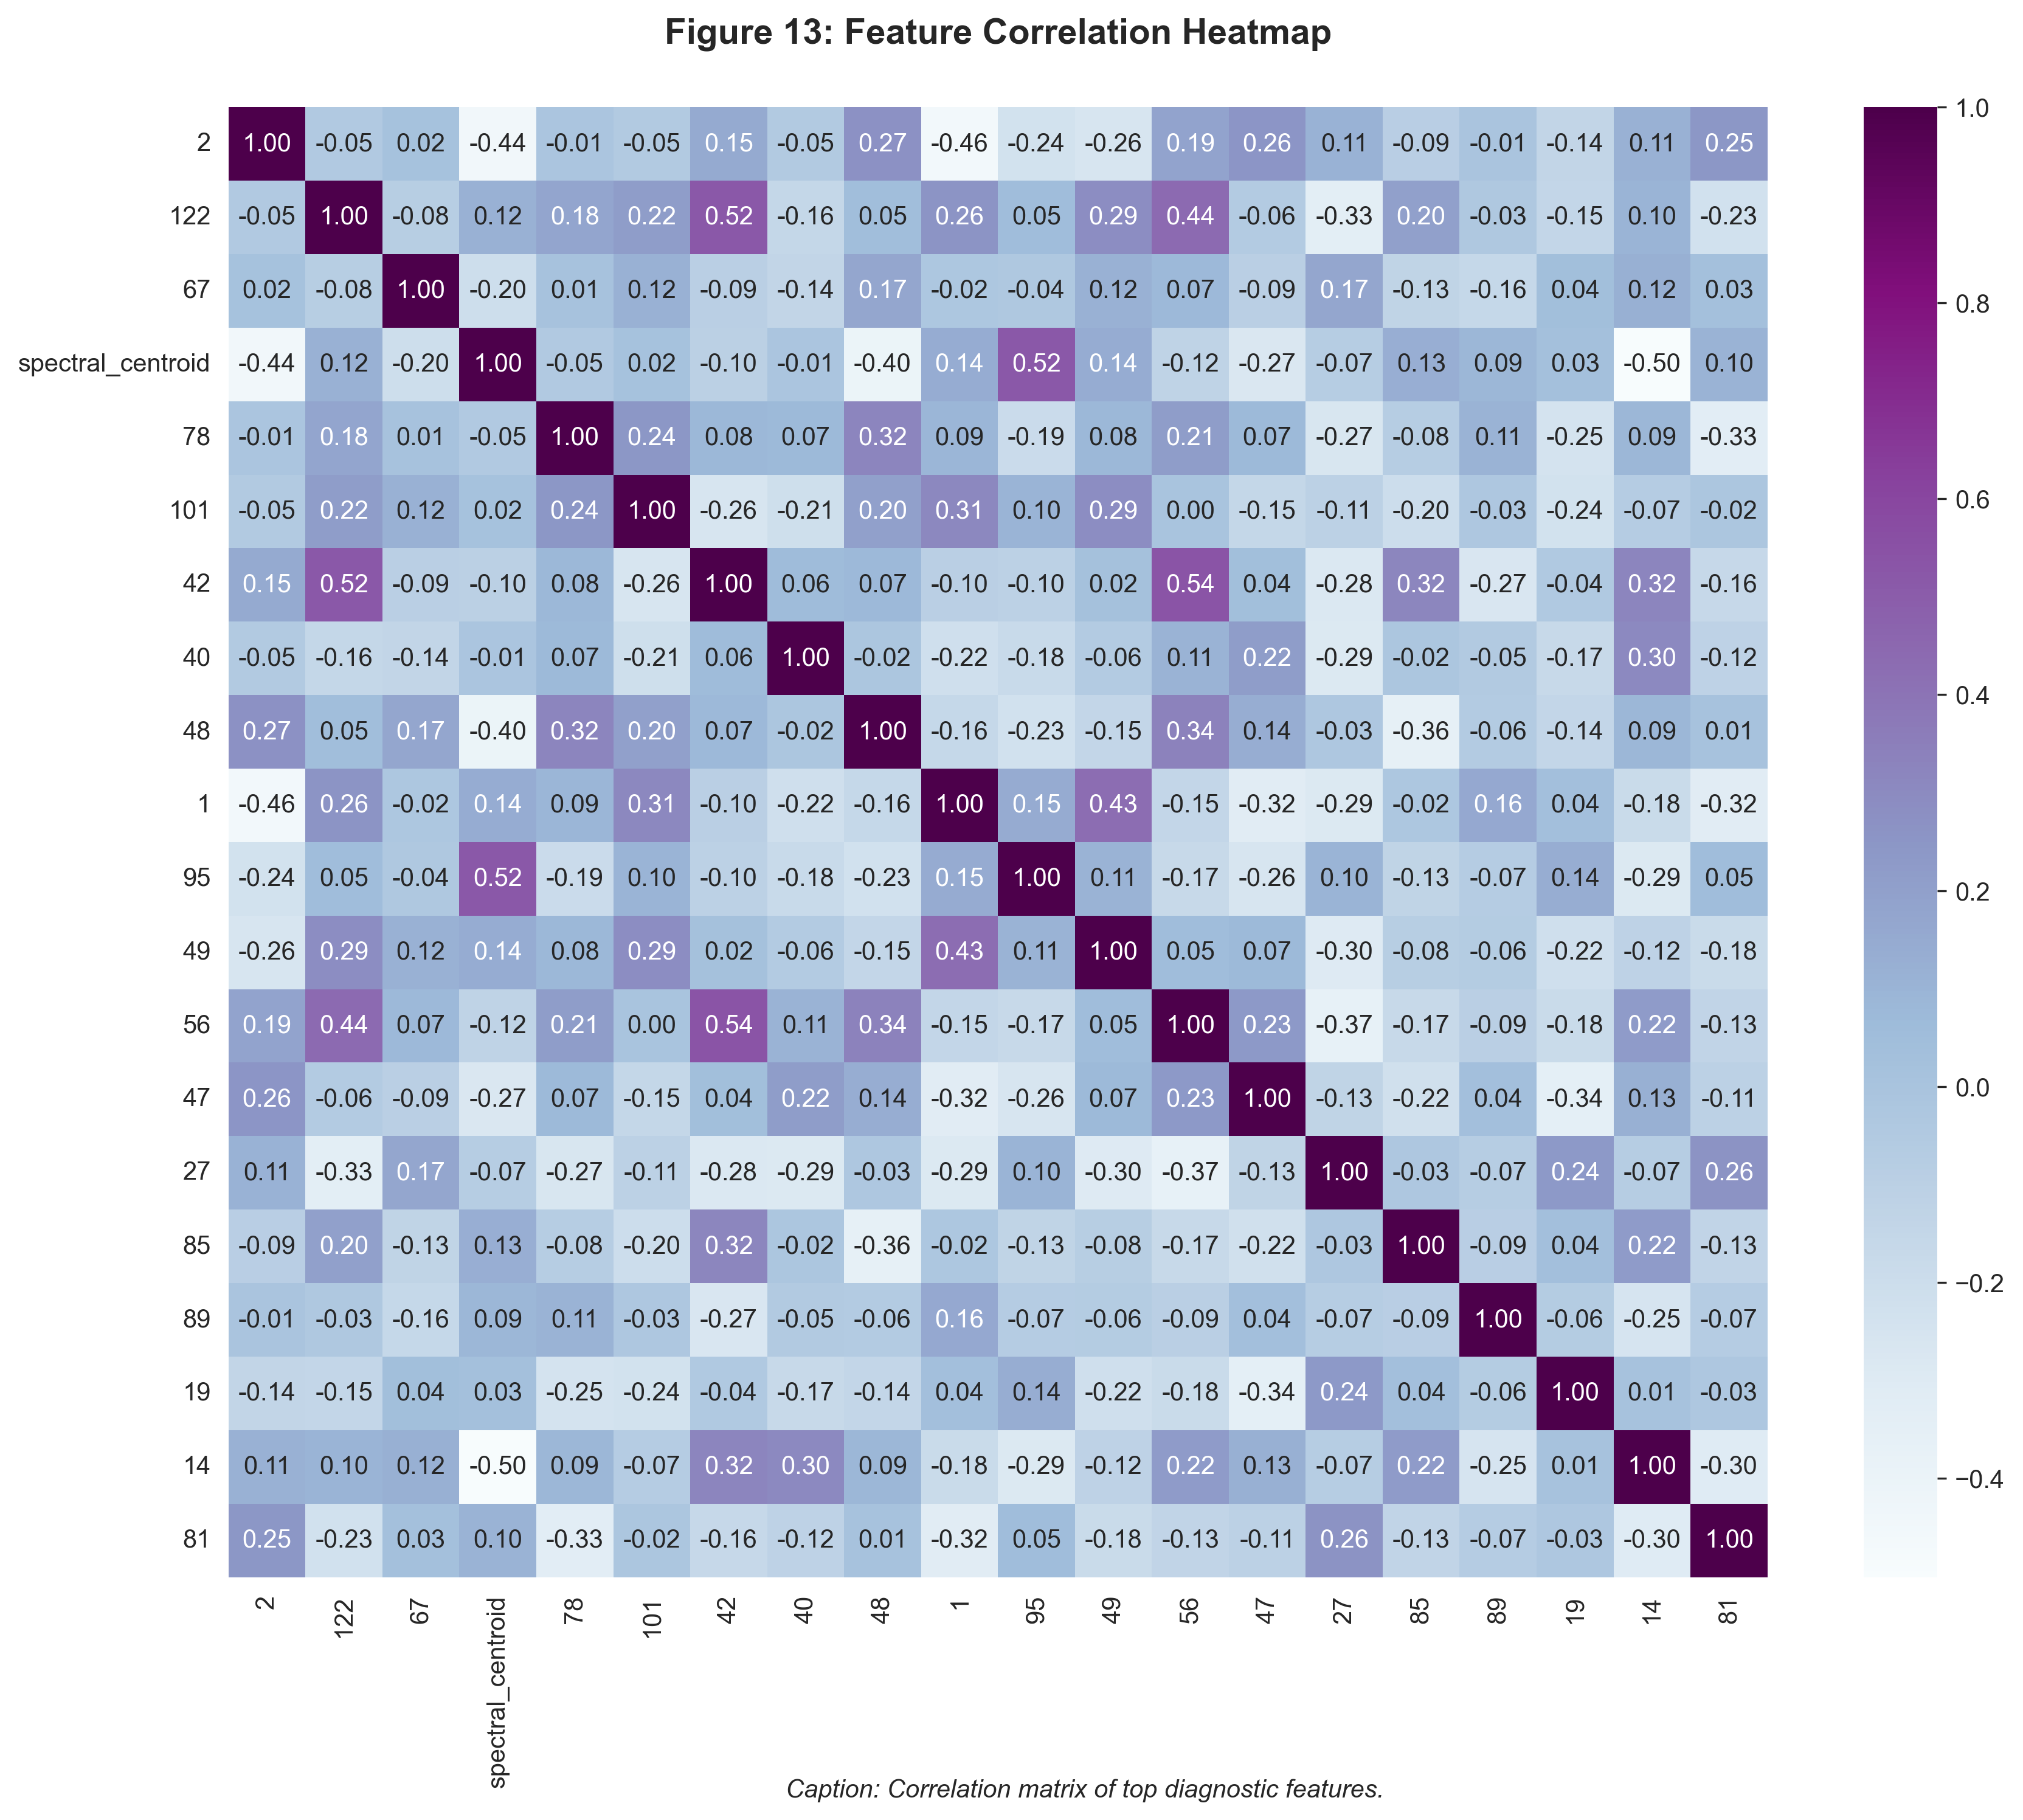 Figure 13: Feature Correlation Heatmap
2 1.00 -0.05 0.02 -0.44 -0.01 -0.05 0.15 -0.05 0.27 -0.46 -0.24 -0.26 0.19 0.26 0.11 -0.09 -0.01 -0.14 0.11 0.25
122 -0.05 1.00 -0.08 0.12 0.18 0.22 0.52 -0.16 0.05 0.26 0.05 0.29 0.44 -0.06 -0.33 0.20 -0.03 -0.15 0.10 -0.23
67 0.02 -0.08 1.00 -0.20 0.01 0.12 -0.09 -0.14 0.17 -0.02 -0.04 0.12 0.07 -0.09 0.17 -0.13 -0.16 0.04 0.12 0.03
spectral_centroid -0.44 0.12 -0.20 1.00 -0.05 0.02 -0.10 -0.01 -0.40 0.14 0.52 0.14 -0.12 -0.27 -0.07 0.13 0.09 0.03 -0.50 0.10
78 -0.01 0.18 0.01 -0.05 1.00 0.24 0.08 0.07 0.32 0.09 -0.19 0.08 0.21 0.07 -0.27 -0.08 0.11 -0.25 0.09 -0.33
101 -0.05 0.22 0.12 0.02 0.24 1.00 -0.26 -0.21 0.20 0.31 0.10 0.29 0.00 -0.15 -0.11 -0.20 -0.03 -0.24 -0.07 -0.02
42 0.15 0.52 -0.09 -0.10 0.08 -0.26 1.00 0.06 0.07 -0.10 -0.10 0.02 0.54 0.04 -0.28 0.32 -0.27 -0.04 0.32 -0.16
40 -0.05 -0.16 -0.14 -0.01 0.07 -0.21 0.06 1.00 -0.02 -0.22 -0.18 -0.06 0.11 0.22 -0.29 -0.02 -0.05 -0.17 0.30 -0.12
48 0.27 0.05 0.17 -0.40 0.32 0.20 0.07 -0.02 1.00 -0.16 -0.23 -0.15 0.34 0.14 -0.03 -0.36 -0.06 -0.14 0.09 0.01
1 -0.46 0.26 -0.02 0.14 0.09 0.31 -0.10 -0.22 -0.16 1.00 0.15 0.43 -0.15 -0.32 -0.29 -0.02 0.16 0.04 -0.18 -0.32
95 -0.24 0.05 -0.04 0.52 -0.19 0.10 -0.10 -0.18 -0.23 0.15 1.00 0.11 -0.17 -0.26 0.10 -0.13 -0.07 0.14 -0.29 0.05
49 -0.26 0.29 0.12 0.14 0.08 0.29 0.02 -0.06 -0.15 0.43 0.11 1.00 0.05 0.07 -0.30 -0.08 -0.06 -0.22 -0.12 -0.18
56 0.19 0.44 0.07 -0.12 0.21 0.00 0.54 0.11 0.34 -0.15 -0.17 0.05 1.00 0.23 -0.37 -0.17 -0.09 -0.18 0.22 -0.13
47 0.26 -0.06 -0.09 -0.27 0.07 -0.15 0.04 0.22 0.14 -0.32 -0.26 0.07 0.23 1.00 -0.13 -0.22 0.04 -0.34 0.13 -0.11
27 0.11 -0.33 0.17 -0.07 -0.27 -0.11 -0.28 -0.29 -0.03 -0.29 0.10 -0.30 -0.37 -0.13 1.00 -0.03 -0.07 0.24 -0.07 0.26
85 -0.09 0.20 -0.13 0.13 -0.08 -0.20 0.32 -0.02 -0.36 -0.02 -0.13 -0.08 -0.17 -0.22 -0.03 1.00 -0.09 0.04 0.22 -0.13
89 -0.01 -0.03 -0.16 0.09 0.11 -0.03 -0.27 -0.05 -0.06 0.16 -0.07 -0.06 -0.09 0.04 -0.07 -0.09 1.00 -0.06 -0.25 -0.07
19 -0.14 -0.15 0.04 0.03 -0.25 -0.24 -0.04 -0.17 -0.14 0.04 0.14 -0.22 -0.18 -0.34 0.24 0.04 -0.06 1.00 0.01 -0.03
14 0.11 0.10 0.12 -0.50 0.09 -0.07 0.32 0.30 0.09 -0.18 -0.29 -0.12 0.22 0.13 -0.07 0.22 -0.25 0.01 1.00 -0.30
81 0.25 -0.23 0.03 0.10 -0.33 -0.02 -0.16 -0.12 0.01 -0.32 0.05 -0.18 -0.13 -0.11 0.26 -0.13 -0.07 -0.03 -0.30 1.00
2 122 67 spectral_centroid 78 101 42 40 48 1 95 49 56 47 27 85 89 19 14 81
1.0
0.8
0.6
0.4
0.2
0.0
−0.2
−0.4
Caption: Correlation matrix of top diagnostic features.